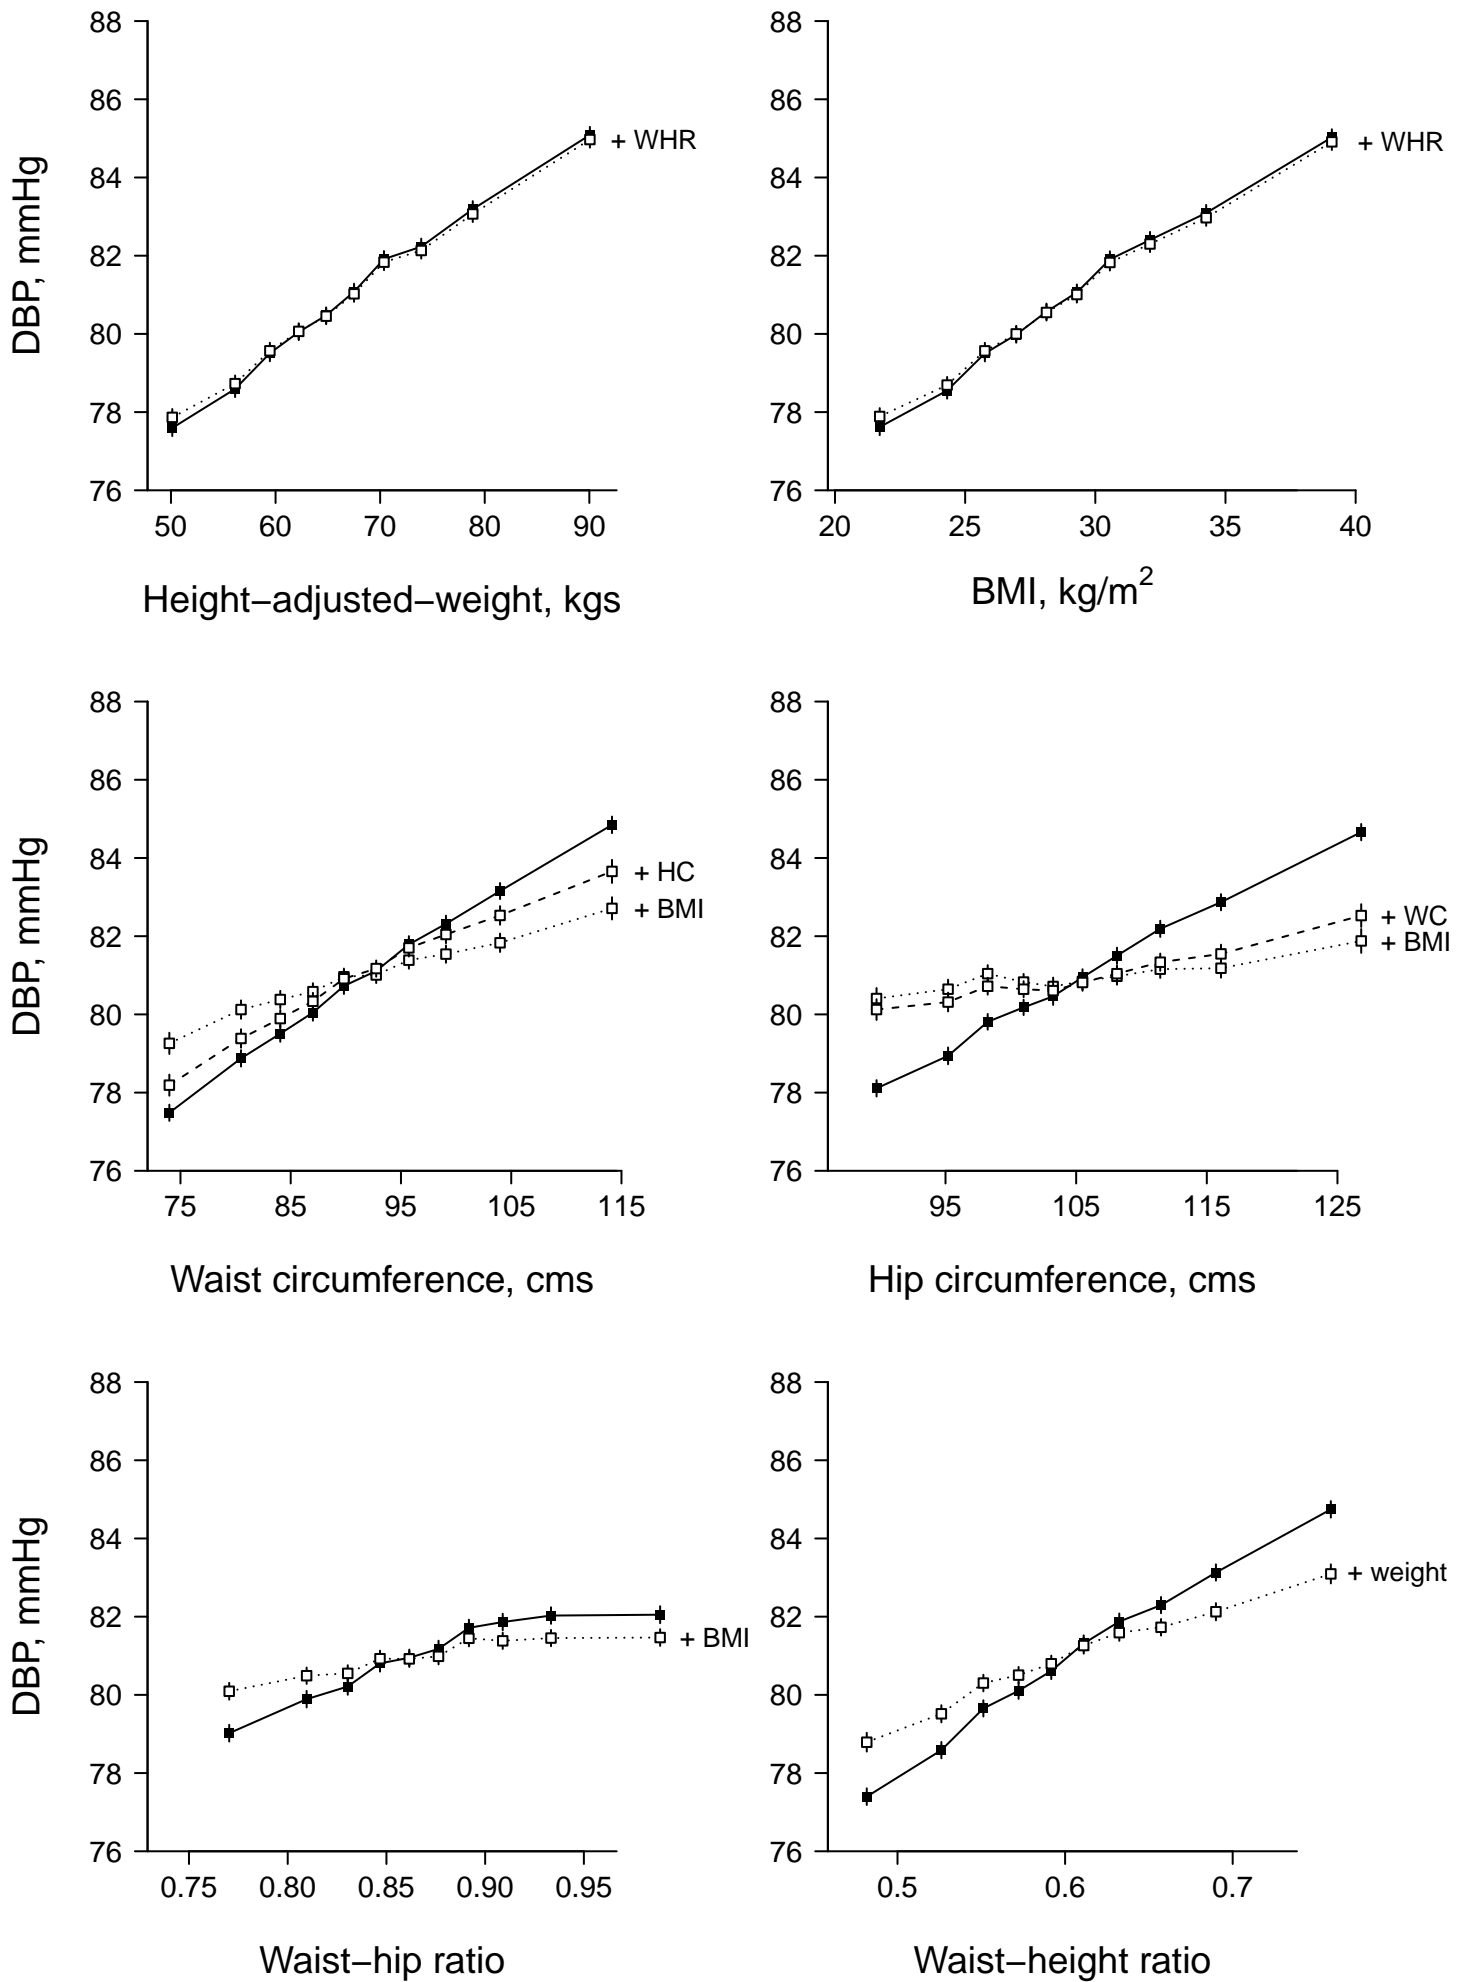 88 86 84 82 80 78 76
DBP, mmHg
+ WHR
50 60 70 80 90
Height−adjusted−weight, kgs
88 86 84 82 80 78 76
+ WHR
20 25 30 35 40
BMI, kg/m²
88 86 84 82 80 78 76
DBP, mmHg
+ HC
+ BMI
75 85 95 105 115
Waist circumference, cms
88 86 84 82 80 78 76
+ WC
+ BMI
95 105 115 125
Hip circumference, cms
88 86 84 82 80 78 76
DBP, mmHg
+ BMI
0.75 0.80 0.85 0.90 0.95
Waist−hip ratio
88 86 84 82 80 78 76
+ weight
0.5 0.6 0.7
Waist−height ratio